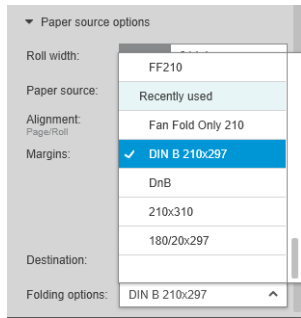 Paper source options
Roll width:
FF210
Paper source:
Recently used
Alignment:
Page/Roll
Fan Fold Only 210
Margins:
DIN B 210x297
DnB
210x310
180/20x297
Destination:
Folding options:
DIN B 210x297